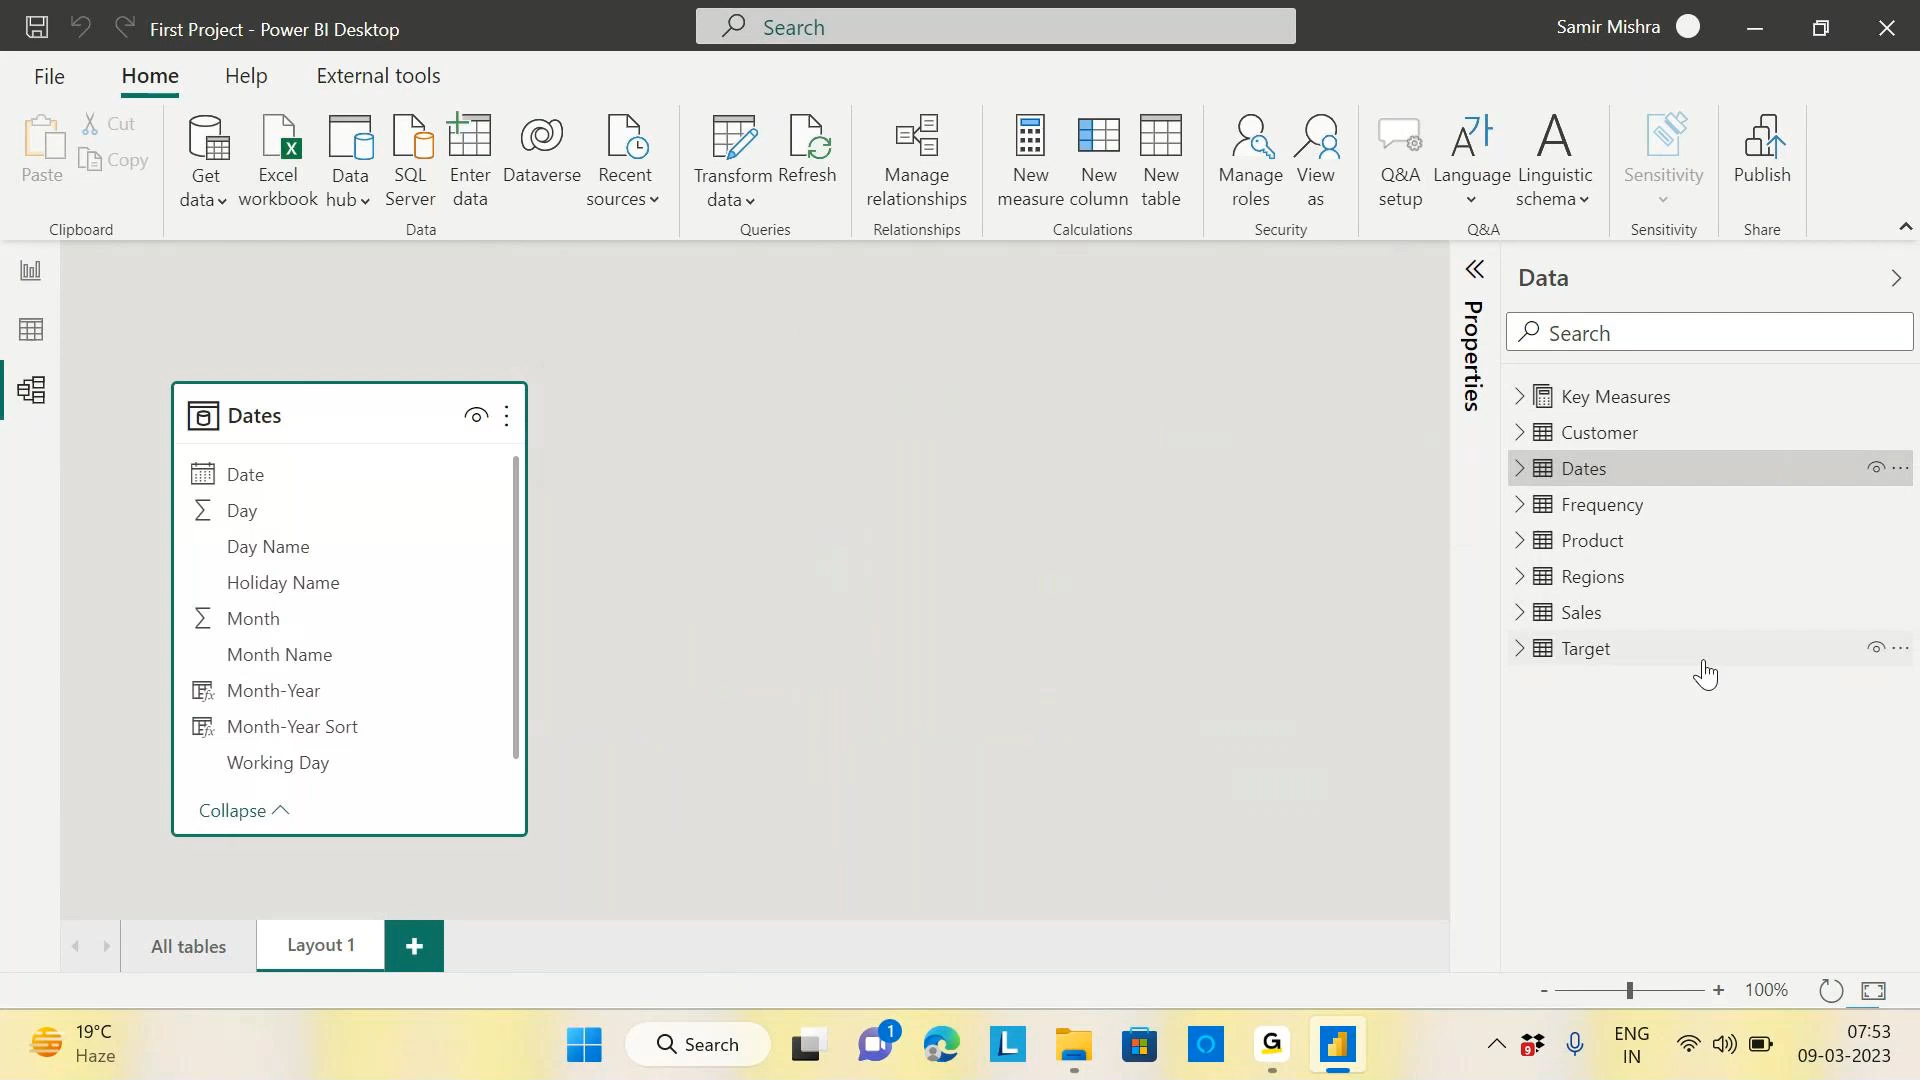 First Project - Power BI Desktop
Search
Samir Mishra
File
Home
Help
External tools
Paste
Cut
Copy
Clipboard
Get data
Excel workbook
Data hub
SQL Server
Enter data
Dataverse
Recent sources
Data
Transform data
Refresh
Queries
Manage relationships
Relationships
New measure
New column
New table
Calculations
Manage roles
View as
Security
Q&A setup
Language
Linguistic schema
Q&A
Sensitivity
Sensitivity
Publish
Share
Dates
Date
Day
Day Name
Holiday Name
Month
Month Name
Month-Year
Month-Year Sort
Working Day
Collapse
Properties
Data
Search
Key Measures
Customer
Dates
Frequency
Product
Regions
Sales
Target
All tables
Layout 1
- + 100%
19°C
Haze
Search
1
L
G
9
ENG
IN
07:53
09-03-2023